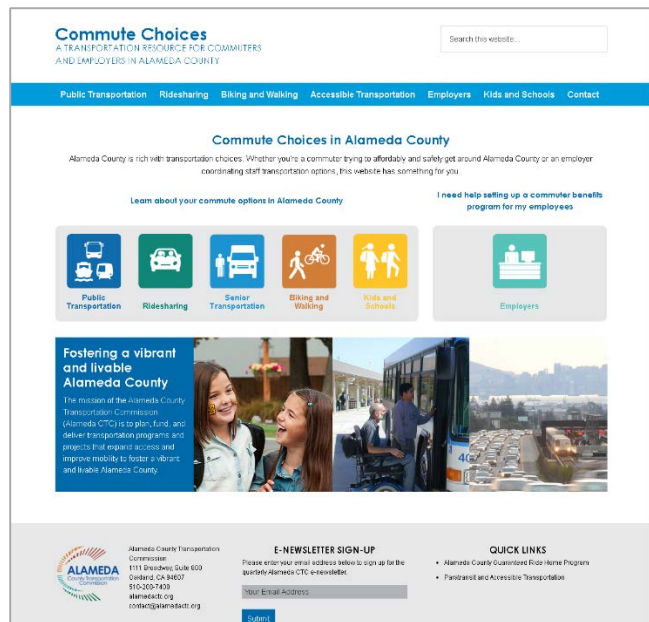 Commute Choices
A TRANSPORTATION RESOURCE FOR COMMUTERS
AND EMPLOYERS IN ALAMEDA COUNTY
Search this website...
Public Transportation Ridesharing Biking and Walking Accessible Transportation Employers Kids and Schools Contact
Commute Choices in Alameda County
Alameda County is rich with transportation choices. Whether you're a commuter trying to affordably and safely get around Alameda County or an employer
coordinating staff transportation options, this website has something for you.
Learn about your commute options in Alameda County
I need help setting up a commuter benefits
program for my employees
Public
Transportation
Ridesharing
Senior
Transportation
Biking and
Walking
Kids and
Schools
Employers
Fostering a vibrant
and livable
Alameda County
The mission of the Alameda County
Transportation Commission
(Alameda CTC) is to plan, fund, and
deliver transportation programs and
projects that expand access and
improve mobility to foster a vibrant
and livable Alameda County.
ALAMEDA
County Transportation
Commission
Alameda County Transportation
Commission
1111 Broadway, Suite 800
Oakland, CA 94607
510-208-7400
alamedactc.org
contact@alamedactc.org
E-NEWSLETTER SIGN-UP
Please enter your email address below to sign up for the
quarterly Alameda CTC e-newsletter.
Your Email Address
Submit
QUICK LINKS
• Alameda County Guaranteed Ride Home Program
• Paratransit and Accessible Transportation